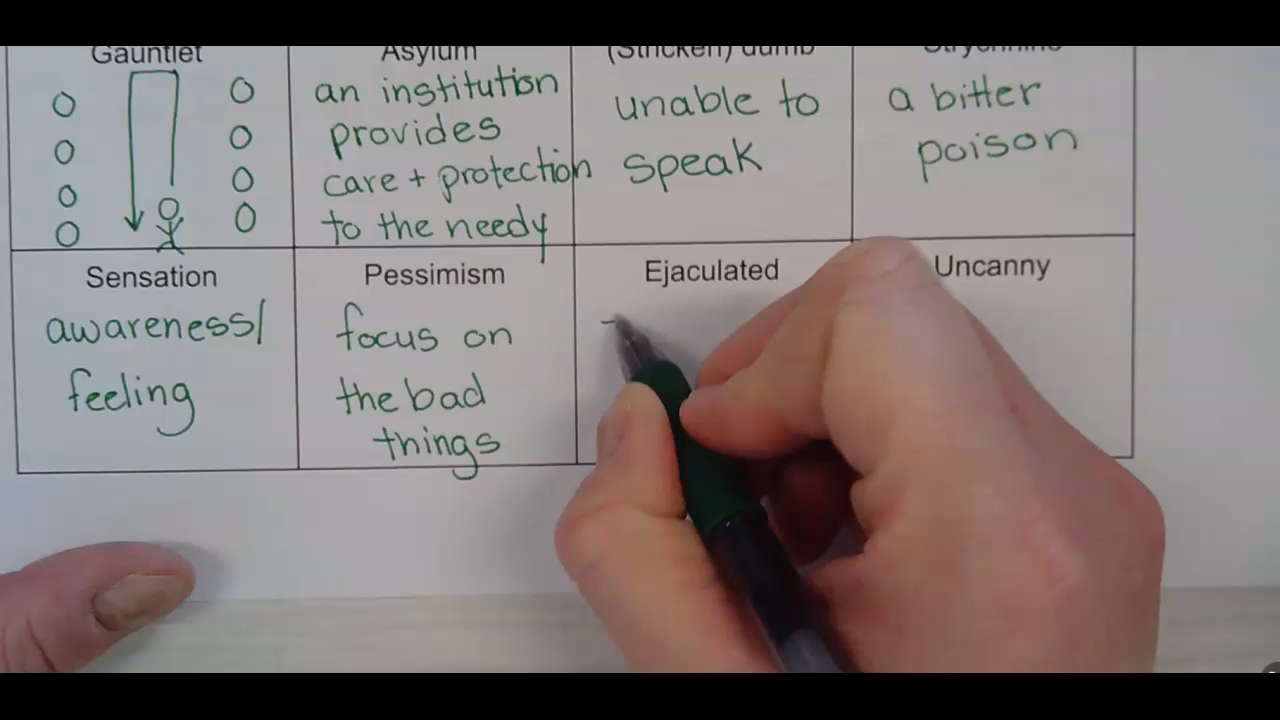 Gauntlet
Asylum
an institution
provides
care + protection
to the needy
(Stricken) dumb
unable to
speak
Strychnine
a bitter
poison
Sensation
awareness/
feeling
Pessimism
focus on
the bad
things
Ejaculated
Uncanny